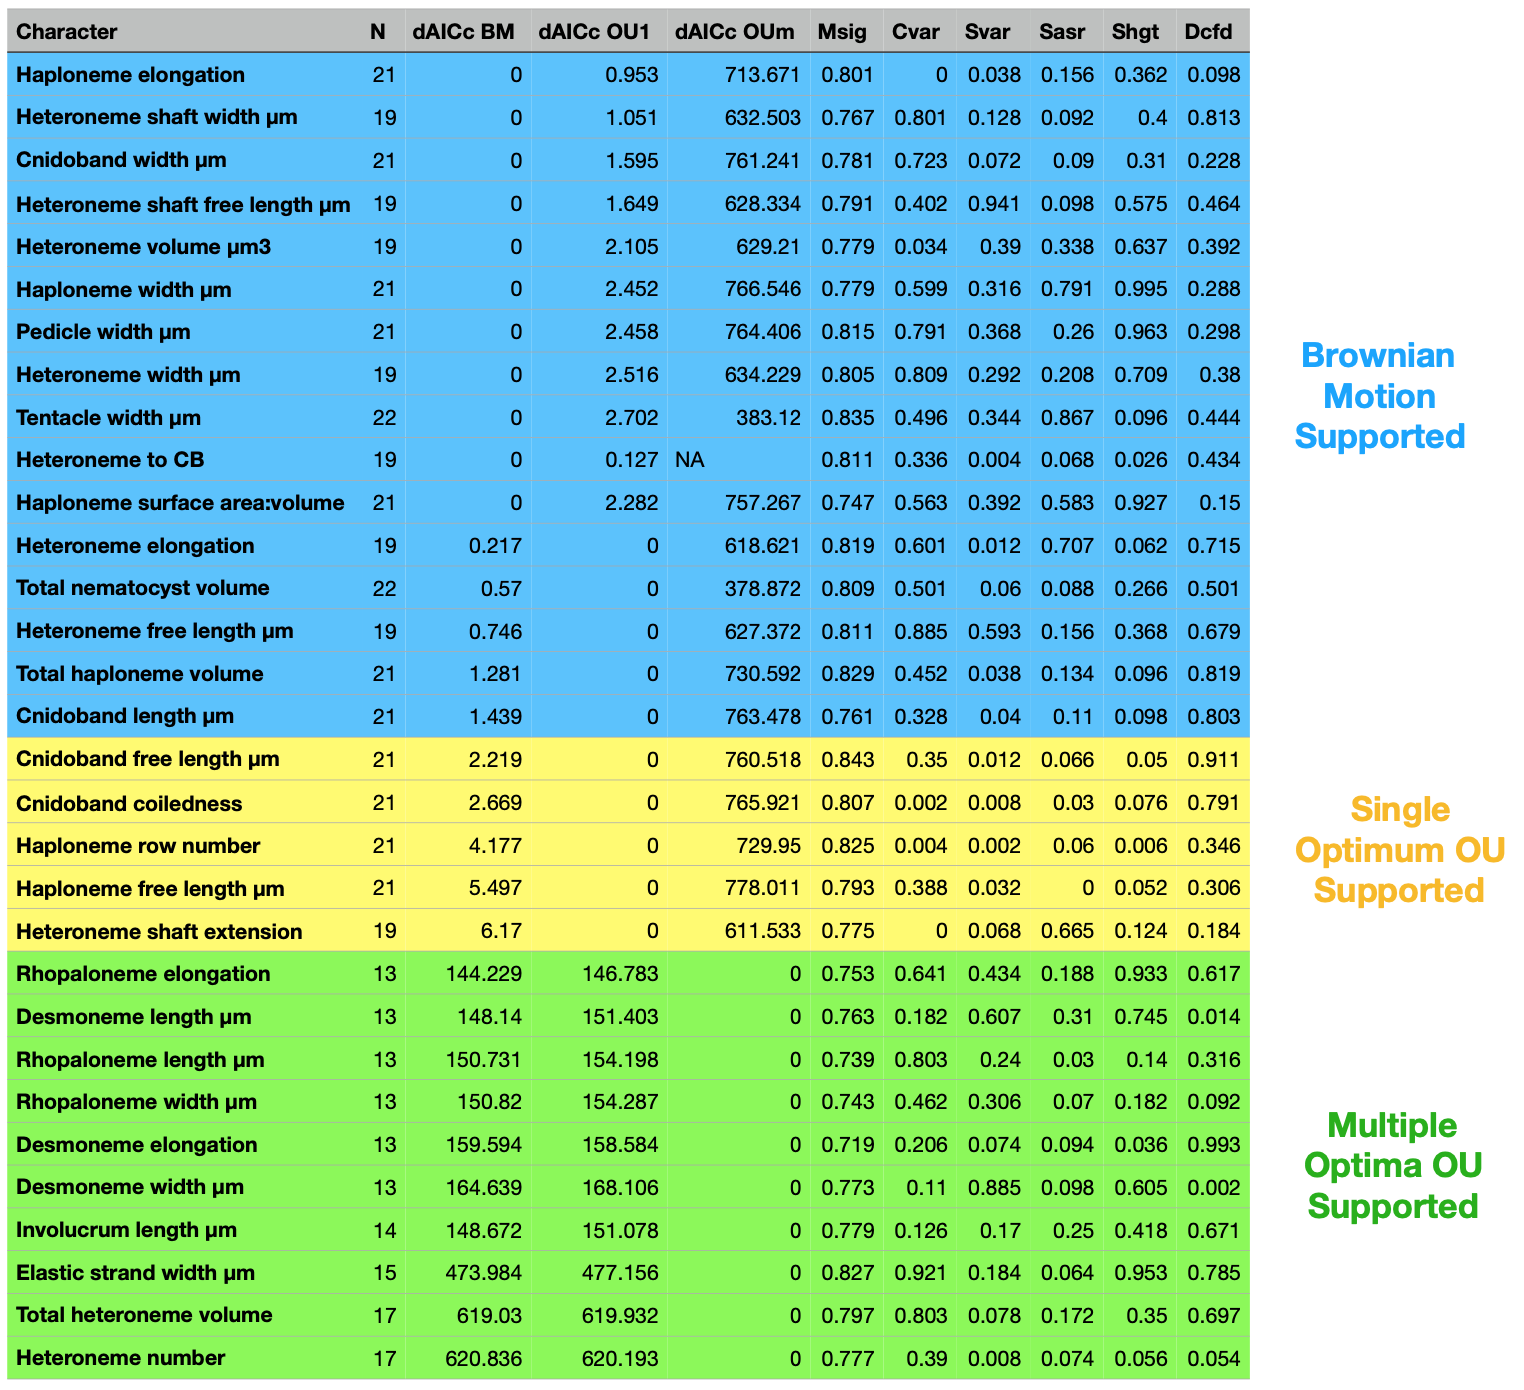 Character N dAICc BM dAICc OU1 dAICc OUm Msig Cvar Svar Sasr Shgt Dcfd
Haploneme elongation 21 0 0.953 713.671 0.801 0 0.038 0.156 0.362 0.098
Heteroneme shaft width µm 19 0 1.051 632.503 0.767 0.801 0.128 0.092 0.4 0.813
Cnidoband width µm 21 0 1.595 761.241 0.781 0.723 0.072 0.09 0.31 0.228
Heteroneme shaft free length µm 19 0 1.649 628.334 0.791 0.402 0.941 0.098 0.575 0.464
Heteroneme volume µm3 19 0 2.105 629.21 0.779 0.034 0.39 0.338 0.637 0.392
Haploneme width µm 21 0 2.452 766.546 0.779 0.599 0.316 0.791 0.995 0.288
Pedicle width µm 21 0 2.458 764.406 0.815 0.791 0.368 0.26 0.963 0.298
Heteroneme width µm 19 0 2.516 634.229 0.805 0.809 0.292 0.208 0.709 0.38
Tentacle width µm 22 0 2.702 383.12 0.835 0.496 0.344 0.867 0.096 0.444
Heteroneme to CB 19 0 0.127 NA 0.811 0.336 0.004 0.068 0.026 0.434
Haploneme surface area:volume 21 0 2.282 757.267 0.747 0.563 0.392 0.583 0.927 0.15
Heteroneme elongation 19 0.217 0 618.621 0.819 0.601 0.012 0.707 0.062 0.715
Total nematocyst volume 22 0.57 0 378.872 0.809 0.501 0.06 0.088 0.266 0.501
Heteroneme free length µm 19 0.746 0 627.372 0.811 0.885 0.593 0.156 0.368 0.679
Total haploneme volume 21 1.281 0 730.592 0.829 0.452 0.038 0.134 0.096 0.819
Cnidoband length µm 21 1.439 0 763.478 0.761 0.328 0.04 0.11 0.098 0.803
Brownian
Motion
Supported
Cnidoband free length µm 21 2.219 0 760.518 0.843 0.35 0.012 0.066 0.05 0.911
Cnidoband coiledness 21 2.669 0 765.921 0.807 0.002 0.008 0.03 0.076 0.791
Haploneme row number 21 4.177 0 729.95 0.825 0.004 0.002 0.06 0.006 0.346
Haploneme free length µm 21 5.497 0 778.011 0.793 0.388 0.032 0 0.052 0.306
Heteroneme shaft extension 19 6.17 0 611.533 0.775 0 0.068 0.665 0.124 0.184
Single
Optimum OU
Supported
Rhopaloneme elongation 13 144.229 146.783 0 0.753 0.641 0.434 0.188 0.933 0.617
Desmoneme length µm 13 148.14 151.403 0 0.763 0.182 0.607 0.31 0.745 0.014
Rhopaloneme length µm 13 150.731 154.198 0 0.739 0.803 0.24 0.03 0.14 0.316
Rhopaloneme width µm 13 150.82 154.287 0 0.743 0.462 0.306 0.07 0.182 0.092
Desmoneme elongation 13 159.594 158.584 0 0.719 0.206 0.074 0.094 0.036 0.993
Desmoneme width µm 13 164.639 168.106 0 0.773 0.11 0.885 0.098 0.605 0.002
Involucrum length µm 14 148.672 151.078 0 0.779 0.126 0.17 0.25 0.418 0.671
Elastic strand width µm 15 473.984 477.156 0 0.827 0.921 0.184 0.064 0.953 0.785
Total heteroneme volume 17 619.03 619.932 0 0.797 0.803 0.078 0.172 0.35 0.697
Heteroneme number 17 620.836 620.193 0 0.777 0.39 0.008 0.074 0.056 0.054
Multiple
Optima OU
Supported